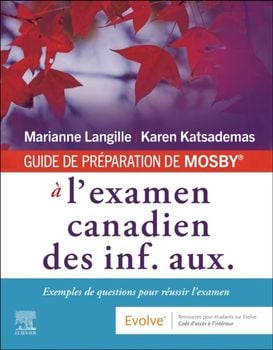 Marianne Langille | Karen Katsademas
GUIDE DE PRÉPARATION DE MOSBY®
à l'examen
canadien
des inf. aux.
Exemples de questions pour réussir l'examen
ELSEVIER
Evolve®
Ressources pour étudiants sur Evolve
Code d'accès à l'intérieur